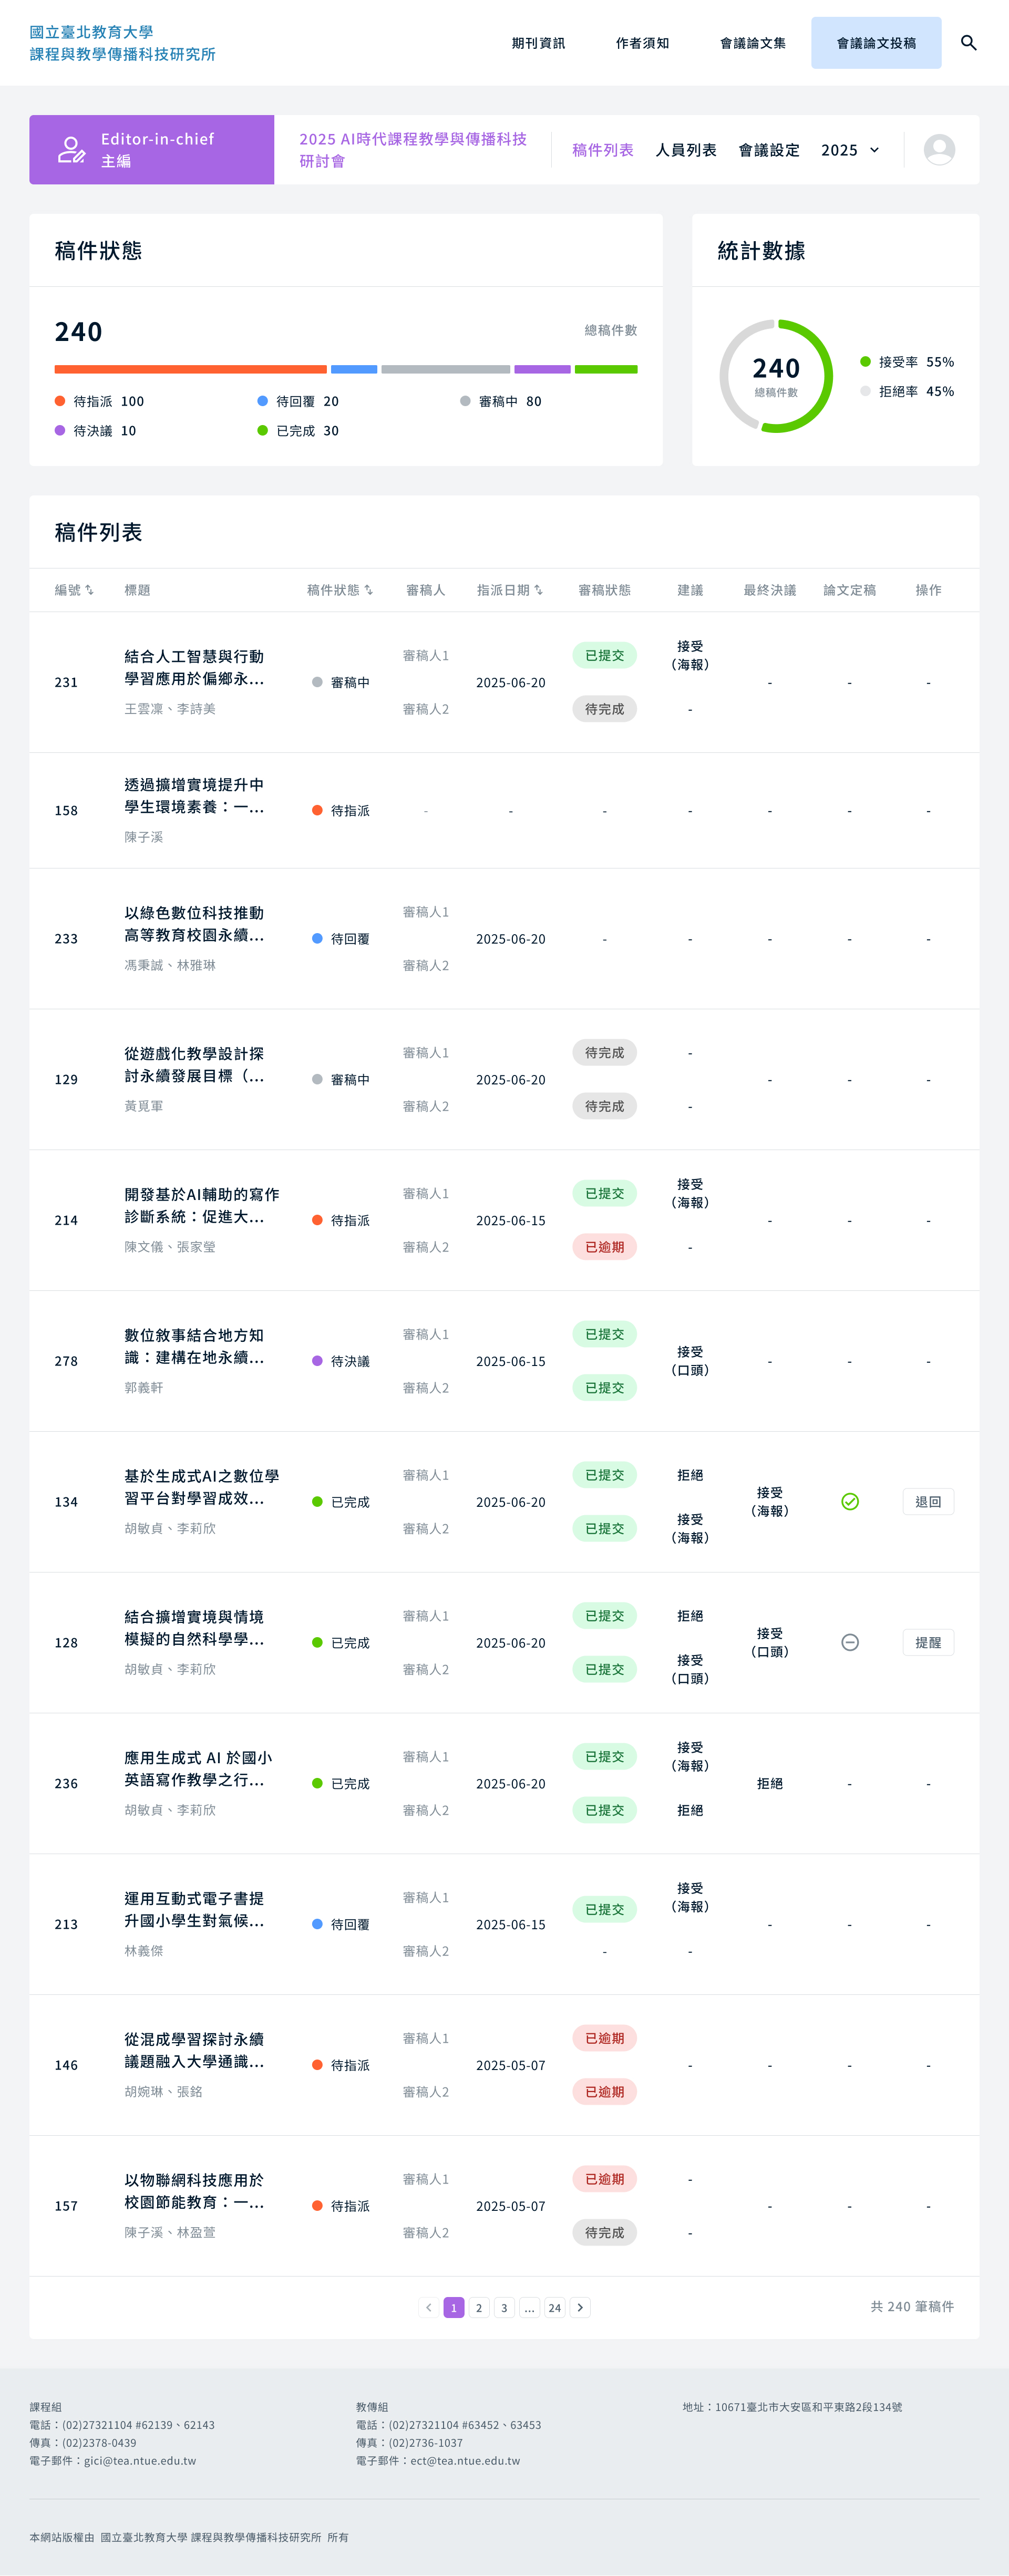 國立臺北教育大學
課程與教學傳播科技研究所
期刊資訊
作者須知
會議論文集
會議論文投稿
Editor-in-chief
主編
2025 AI時代課程教學與傳播科技
研討會
稿件列表
人員列表
會議設定
2025
稿件狀態
240
總稿件數
待指派 100
待回覆 20
審稿中 80
待決議 10
已完成 30
統計數據
240
總稿件數
接受率 55%
拒絕率 45%
稿件列表
編號 標題 稿件狀態 審稿人 指派日期 審稿狀態 建議 最終決議 論文定稿 操作
231
結合人工智慧與行動
學習應用於偏鄉永...
王雲凜、李詩美
審稿中
審稿人1
審稿人2
2025-06-20
已提交
待完成
接受
（海報）
-
- - -
158
透過擴增實境提升中
學生環境素養：一...
陳子溪
待指派
- - - - - - -
233
以綠色數位科技推動
高等教育校園永續...
馮秉誠、林雅琳
待回覆
審稿人1
審稿人2
2025-06-20
- - - - -
129
從遊戲化教學設計探
討永續發展目標（...
黃覓軍
審稿中
審稿人1
審稿人2
2025-06-20
待完成
待完成
-
-
- - -
214
開發基於AI輔助的寫作
診斷系統：促進大...
陳文儀、張家瑩
待指派
審稿人1
審稿人2
2025-06-15
已提交
已逾期
接受
（海報）
-
- - -
278
數位敘事結合地方知
識：建構在地永續...
郭義軒
待決議
審稿人1
審稿人2
2025-06-15
已提交
已提交
接受
（口頭）
- - -
134
基於生成式AI之數位學
習平台對學習成效...
胡敏貞、李莉欣
已完成
審稿人1
審稿人2
2025-06-20
已提交
已提交
拒絕
接受
（海報）
接受
（海報）
退回
128
結合擴增實境與情境
模擬的自然科學學...
胡敏貞、李莉欣
已完成
審稿人1
審稿人2
2025-06-20
已提交
已提交
拒絕
接受
（口頭）
接受
（口頭）
提醒
236
應用生成式 AI 於國小
英語寫作教學之行...
胡敏貞、李莉欣
已完成
審稿人1
審稿人2
2025-06-20
已提交
已提交
接受
（海報）
拒絕
拒絕
- -
213
運用互動式電子書提
升國小學生對氣候...
林義傑
待回覆
審稿人1
審稿人2
2025-06-15
已提交
-
接受
（海報）
-
- - -
146
從混成學習探討永續
議題融入大學通識...
胡婉琳、張銘
待指派
審稿人1
審稿人2
2025-05-07
已逾期
已逾期
- - - -
157
以物聯網科技應用於
校園節能教育：一...
陳子溪、林盈萱
待指派
審稿人1
審稿人2
2025-05-07
已逾期
待完成
-
-
- - -
1 2 3 ... 24
共 240 筆稿件
課程組
電話：(02)27321104 #62139、62143
傳真：(02)2378-0439
電子郵件：gici@tea.ntue.edu.tw
教傳組
電話：(02)27321104 #63452、63453
傳真：(02)2736-1037
電子郵件：ect@tea.ntue.edu.tw
地址：10671臺北市大安區和平東路2段134號
本網站版權由 國立臺北教育大學 課程與教學傳播科技研究所 所有